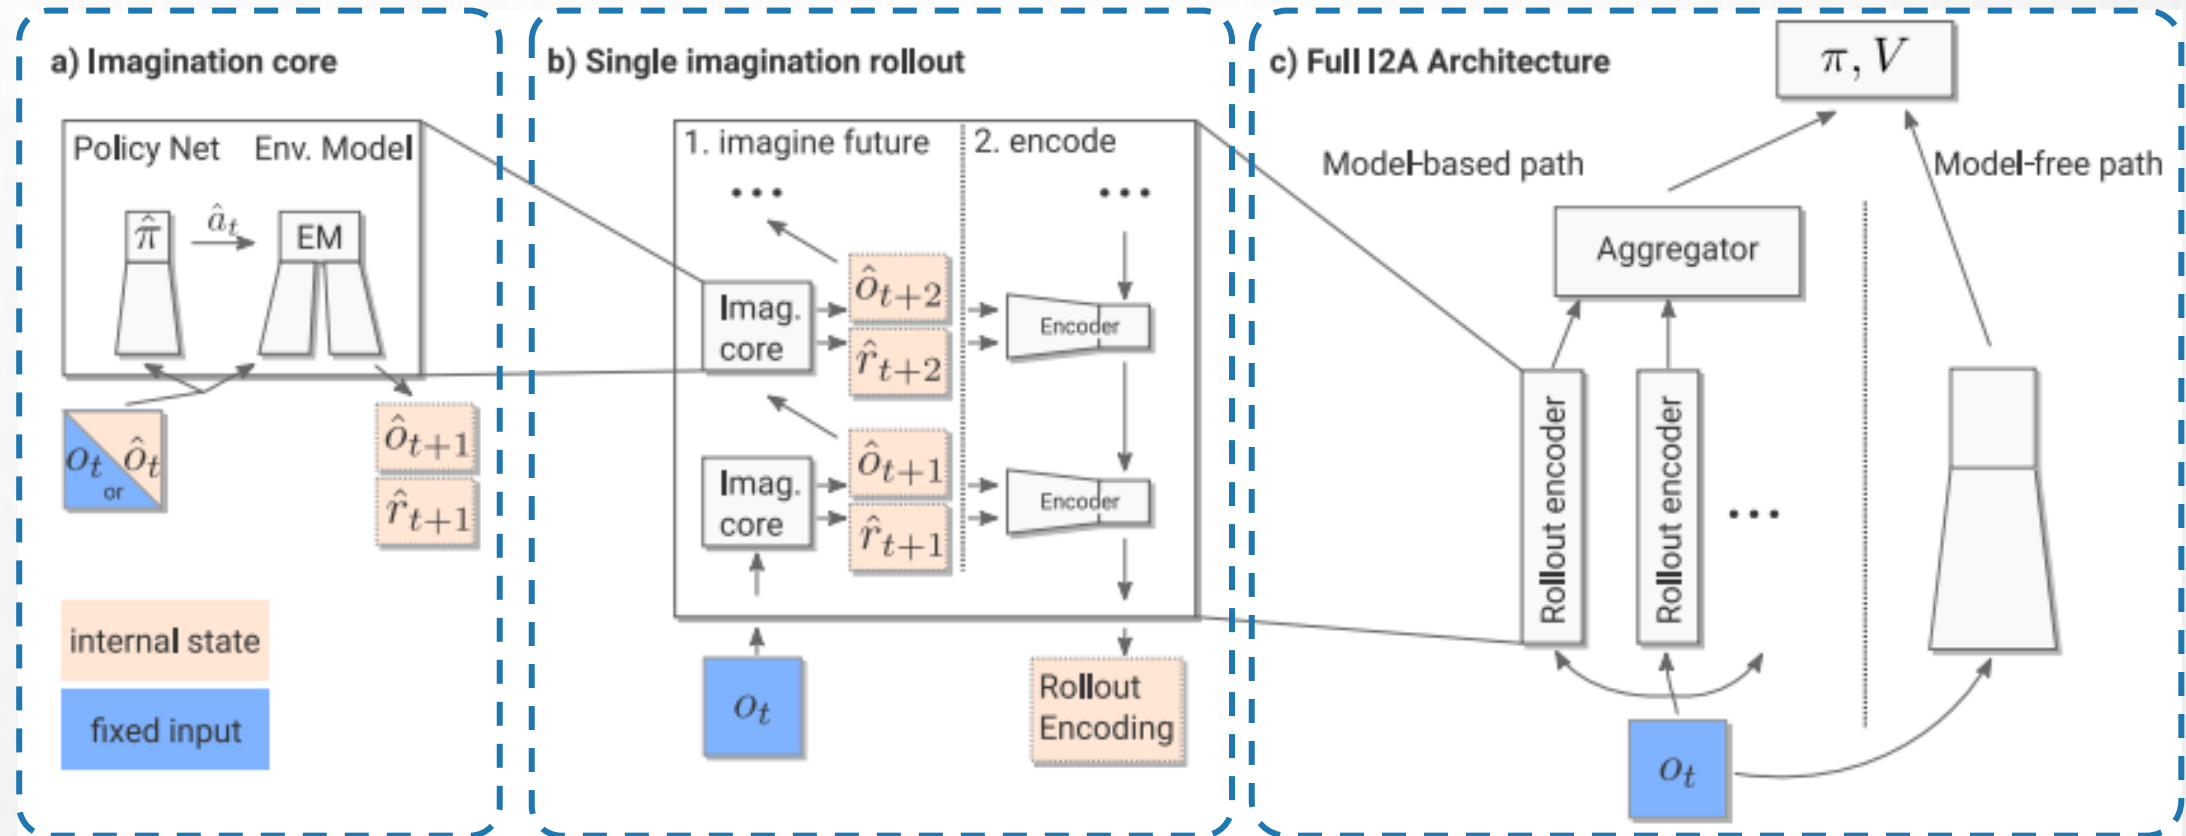 a) Imagination core
Policy Net Env. Model
π̂ â_t EM
o_t or ô_t
ô_{t+1}
r̂_{t+1}
internal state
fixed input
b) Single imagination rollout
1. imagine future 2. encode
... ...
Imag. core
ô_{t+2}
r̂_{t+2}
Encoder
Imag. core
ô_{t+1}
r̂_{t+1}
Encoder
o_t
Rollout
Encoding
c) Full I2A Architecture
π, V
Model-based path Model-free path
Aggregator
Rollout encoder
Rollout encoder
...
o_t